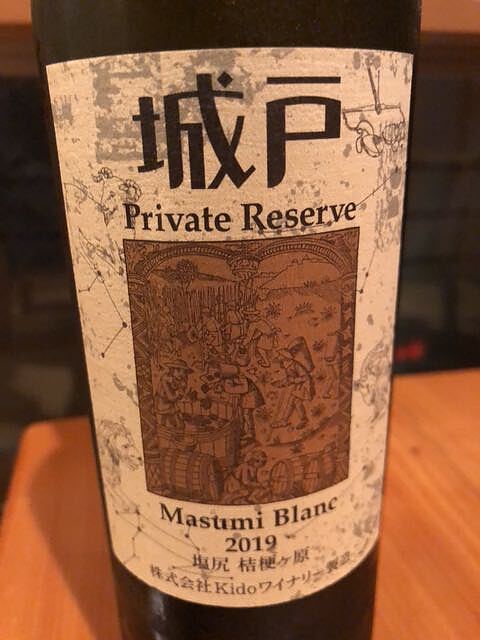 城戸
Private Reserve
Masumi Blanc
2019
塩尻 桔梗ヶ原
株式会社Kidoワイナリー製造